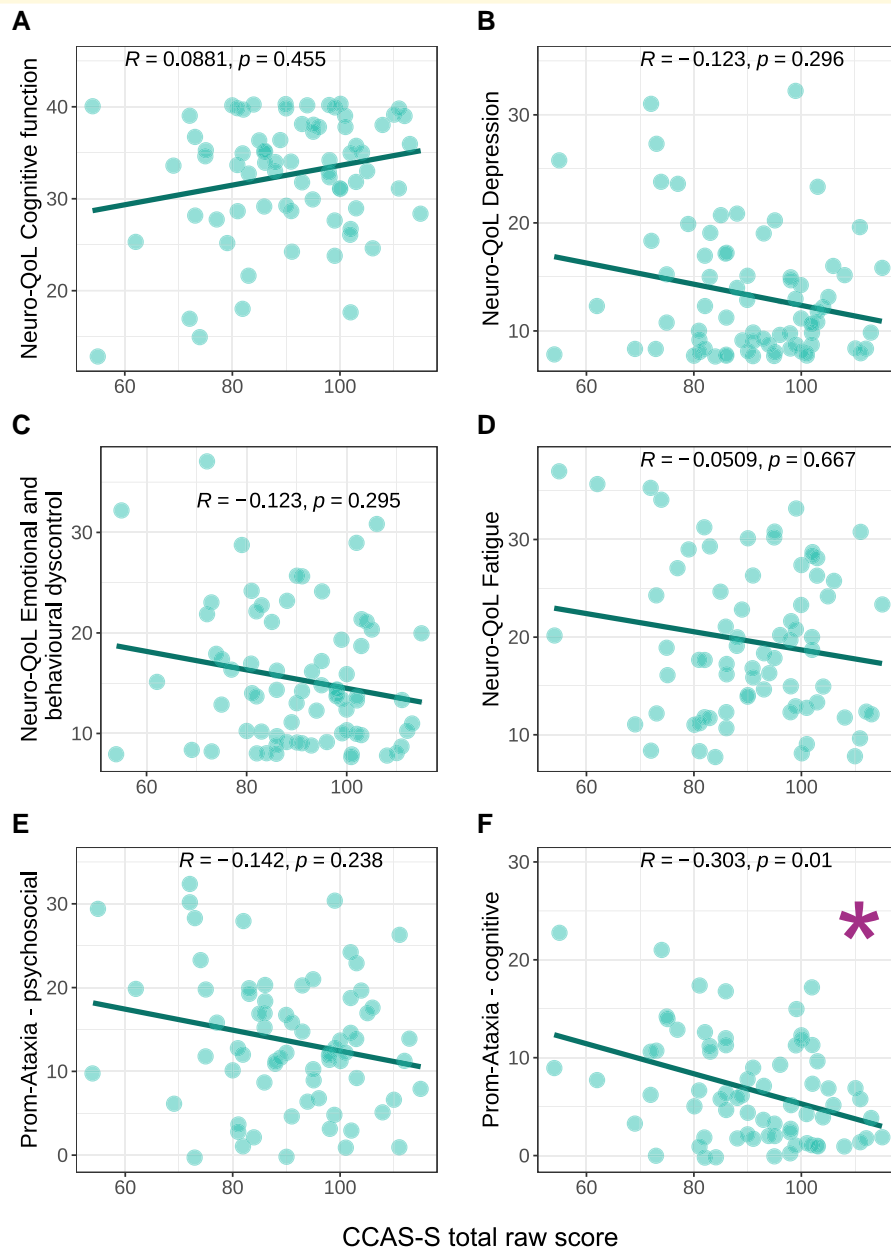 A
R = 0.0881, p = 0.455
Neuro-QoL Cognitive function
40
30
20
60
80
100
B
R = −0.123, p = 0.296
Neuro-QoL Depression
30
20
10
60
80
100
C
R = −0.123, p = 0.295
Neuro-QoL Emotional and
behavioural dyscontrol
30
20
10
60
80
100
D
R = −0.0509, p = 0.667
Neuro-QoL Fatigue
40
30
20
10
60
80
100
E
R = −0.142, p = 0.238
Prom-Ataxia - psychosocial
30
20
10
0
60
80
100
F
R = −0.303, p = 0.01
*
Prom-Ataxia - cognitive
30
20
10
0
60
80
100
CCAS-S total raw score